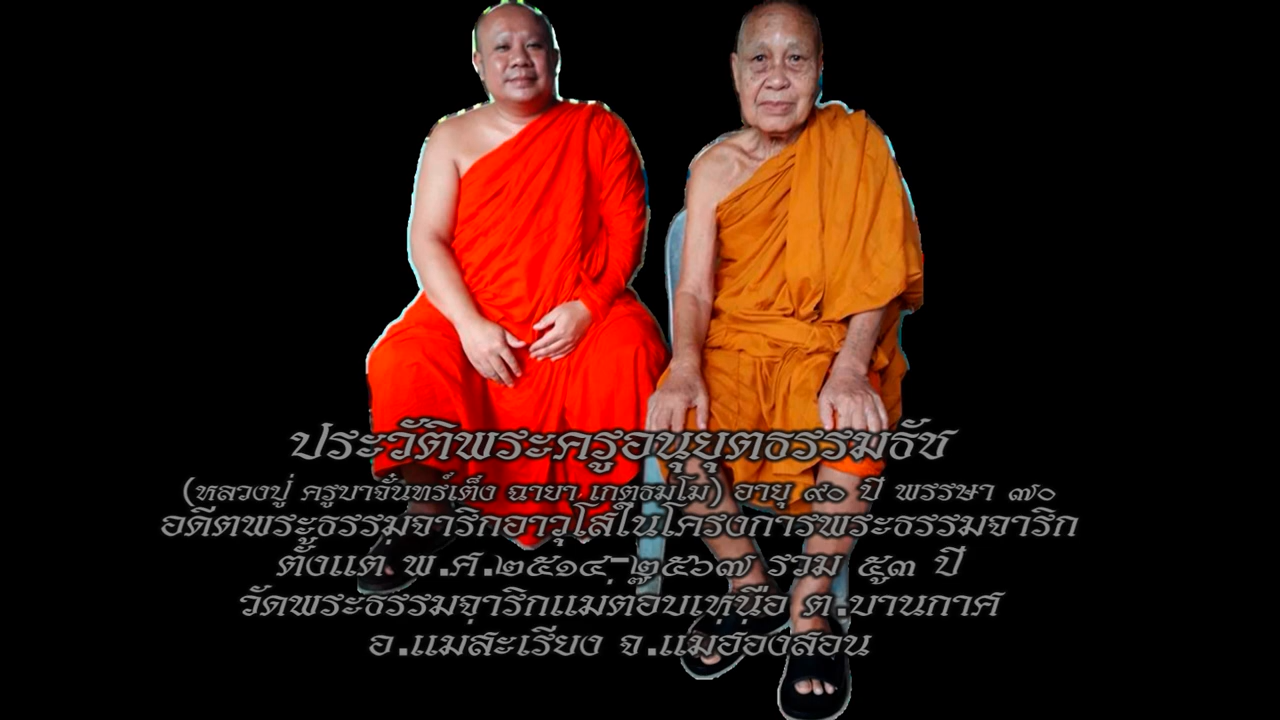 ประวัติพระครูอนุยุตธรรมธัช
(หลวงปู่ ครูบาจั๋นทร์เต็ง ฉายา เกตุธมฺโม) อายุ ๙๐ ปี พรรษา ๗๐
อดีตพระธรรมจาริกอาวุโสในโครงการพระธรรมจาริก
ตั้งแต่ พ.ศ.๒๕๑๔-๒๕๖๗ รวม ๕๓ ปี
วัดพระธรรมจาริกแม่ต๊อบเหนือ ต.บ้านกาศ
อ.แม่สะเรียง จ.แม่ฮ่องสอน